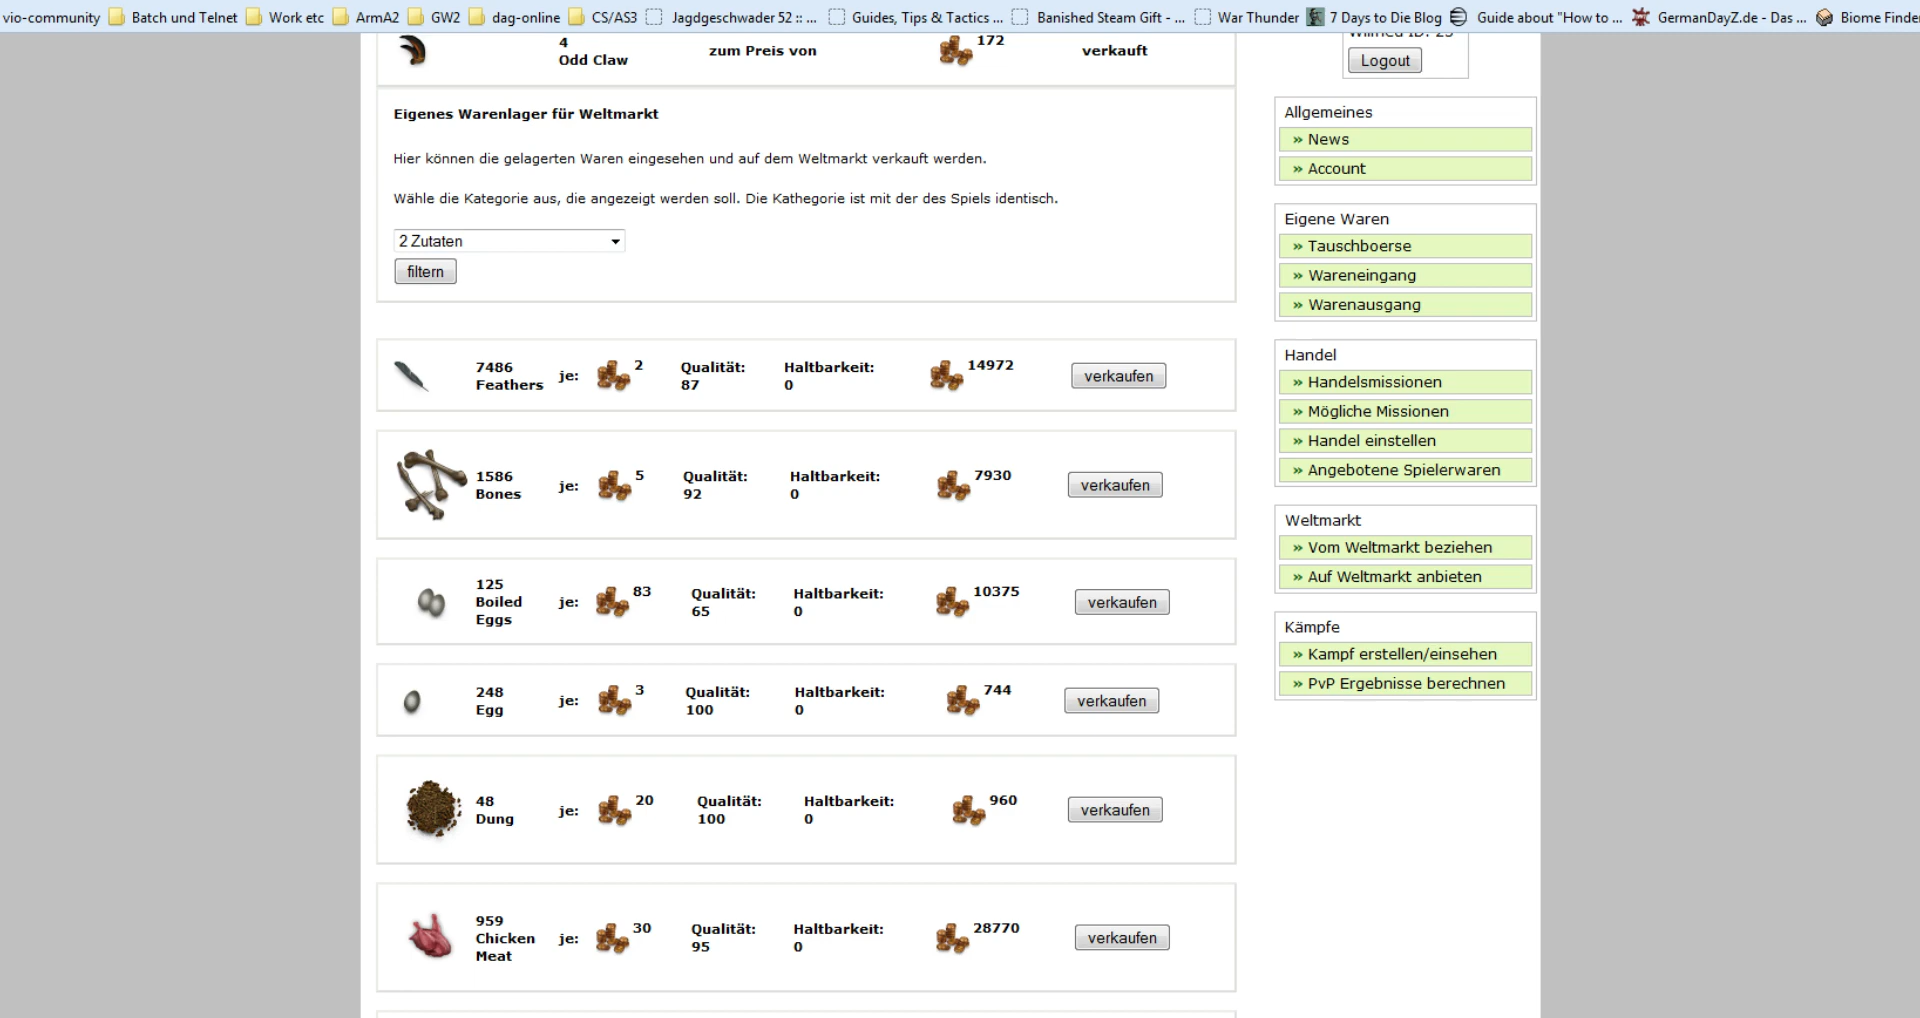 vio-community Batch und Telnet Work etc ArmA2 GW2 dag-online CS/AS3 Jagdgeschwader 52 :: ... Guides, Tips & Tactics ... Banished Steam Gift - ... War Thunder 7 Days to Die Blog Guide about "How to ... GermanDayZ.de - Das ... Biome Finde
4
Odd Claw
zum Preis von
172
verkauft
Eigenes Warenlager für Weltmarkt
Hier können die gelagerten Waren eingesehen und auf dem Weltmarkt verkauft werden.
Wähle die Kategorie aus, die angezeigt werden soll. Die Kathegorie ist mit der des Spiels identisch.
2 Zutaten
filtern
7486
Feathers
je:
2
Qualität:
87
Haltbarkeit:
0
14972
verkaufen
1586
Bones
je:
5
Qualität:
92
Haltbarkeit:
0
7930
verkaufen
125
Boiled
Eggs
je:
83
Qualität:
65
Haltbarkeit:
0
10375
verkaufen
248
Egg
je:
3
Qualität:
100
Haltbarkeit:
0
744
verkaufen
48
Dung
je:
20
Qualität:
100
Haltbarkeit:
0
960
verkaufen
959
Chicken
Meat
je:
30
Qualität:
95
Haltbarkeit:
0
28770
verkaufen
Logout
Allgemeines
» News
» Account
Eigene Waren
» Tauschboerse
» Wareneingang
» Warenausgang
Handel
» Handelsmissionen
» Mögliche Missionen
» Handel einstellen
» Angebotene Spielerwaren
Weltmarkt
» Vom Weltmarkt beziehen
» Auf Weltmarkt anbieten
Kämpfe
» Kampf erstellen/einsehen
» PvP Ergebnisse berechnen